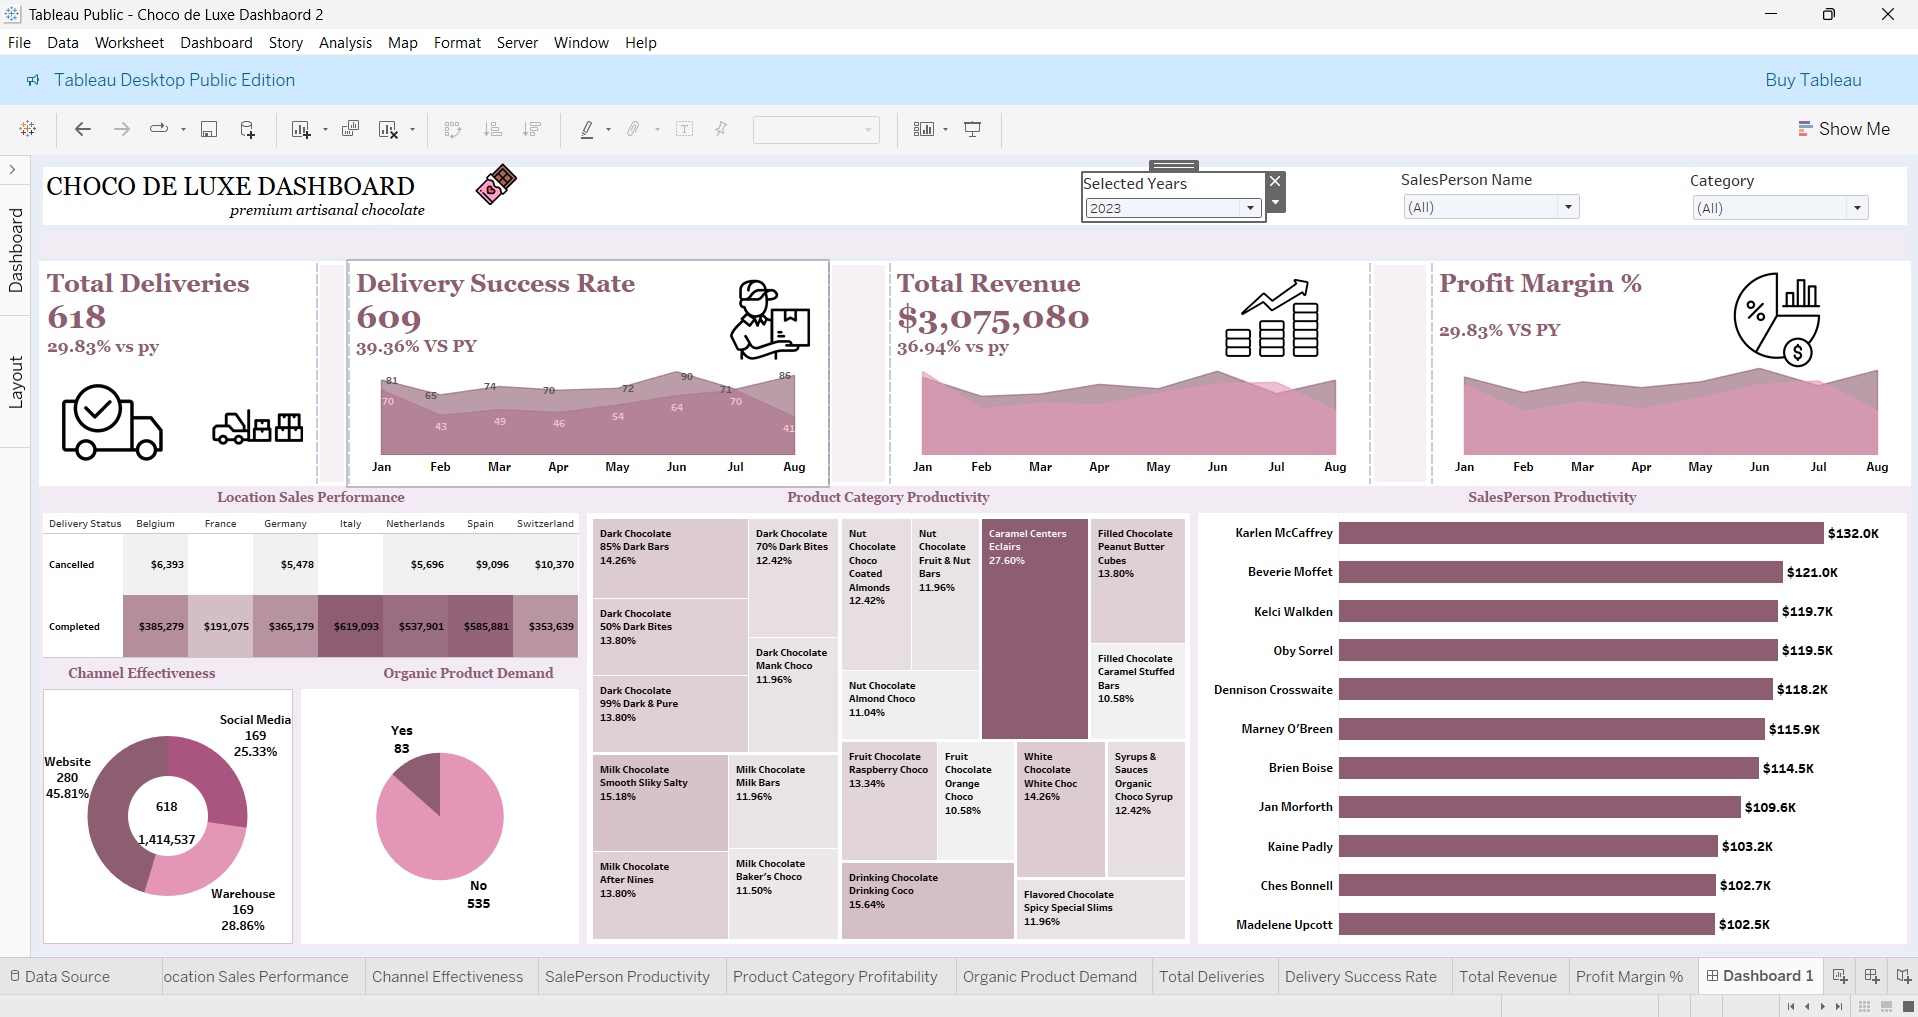 Tableau Public - Choco de Luxe Dashbaord 2
File Data Worksheet Dashboard Story Analysis Map Format Server Window Help
Tableau Desktop Public Edition
Buy Tableau
Show Me
Dashboard
Layout
CHOCO DE LUXE DASHBOARD
premium artisanal chocolate
Selected Years
2023
SalesPerson Name
(All)
Category
(All)
Total Deliveries
618
29.83% vs py
Delivery Success Rate
609
39.36% VS PY
81 65 74 70 72 90 71 86
70 43 49 46 54 64 70 41
Jan Feb Mar Apr May Jun Jul Aug
Total Revenue
$3,075,080
36.94% vs py
Jan Feb Mar Apr May Jun Jul Aug
Profit Margin %
29.83% VS PY
Jan Feb Mar Apr May Jun Jul Aug
Location Sales Performance
Delivery Status Belgium France Germany Italy Netherlands Spain Switzerland
Cancelled $6,393 $5,478 $5,696 $9,096 $10,370
Completed $385,279 $191,075 $365,179 $619,093 $537,901 $585,881 $353,639
Channel Effectiveness
Social Media
169
25.33%
Website
280
45.81%
618
1,414,537
Warehouse
169
28.86%
Organic Product Demand
Yes
83
No
535
Product Category Productivity
Dark Chocolate
85% Dark Bars
14.26%
Dark Chocolate
50% Dark Bites
13.80%
Dark Chocolate
99% Dark & Pure
13.80%
Dark Chocolate
70% Dark Bites
12.42%
Dark Chocolate
Mank Choco
11.96%
Milk Chocolate
Smooth Sliky Salty
15.18%
Milk Chocolate
After Nines
13.80%
Milk Chocolate
Milk Bars
11.96%
Milk Chocolate
Baker's Choco
11.50%
Nut
Chocolate
Choco
Coated
Almonds
12.42%
Nut
Chocolate
Fruit & Nut
Bars
11.96%
Nut Chocolate
Almond Choco
11.04%
Caramel Centers
Eclairs
27.60%
Filled Chocolate
Peanut Butter
Cubes
13.80%
Filled Chocolate
Caramel Stuffed
Bars
10.58%
Fruit Chocolate
Raspberry Choco
13.34%
Fruit
Chocolate
Orange
Choco
10.58%
White
Chocolate
White Choc
14.26%
Syrups &
Sauces
Organic
Choco Syrup
12.42%
Drinking Chocolate
Drinking Coco
15.64%
Flavored Chocolate
Spicy Special Slims
11.96%
SalesPerson Productivity
Karlen McCaffrey $132.0K
Beverie Moffet $121.0K
Kelci Walkden $119.7K
Oby Sorrel $119.5K
Dennison Crosswaite $118.2K
Marney O'Breen $115.9K
Brien Boise $114.5K
Jan Morforth $109.6K
Kaine Padly $103.2K
Ches Bonnell $102.7K
Madelene Upcott $102.5K
Data Source ocation Sales Performance Channel Effectiveness SalePerson Productivity Product Category Profitability Organic Product Demand Total Deliveries Delivery Success Rate Total Revenue Profit Margin % Dashboard 1